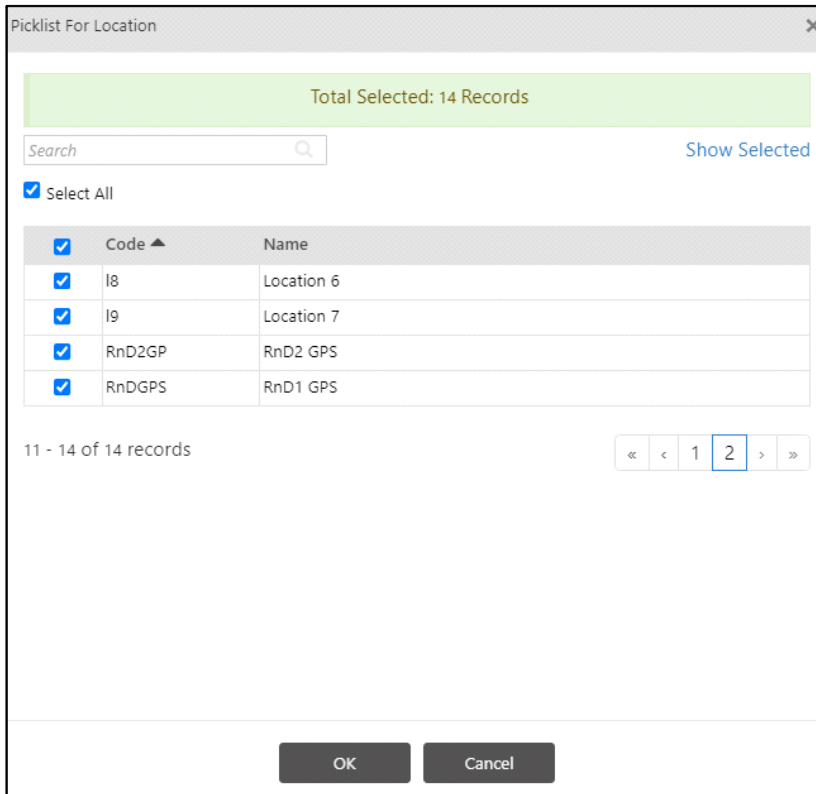 Picklist For Location
Total Selected: 14 Records
Search
Show Selected
Select All
Code Name
l8 Location 6
l9 Location 7
RnD2GP RnD2 GPS
RnDGPS RnD1 GPS
11 - 14 of 14 records
« ‹ 1 2 › »
OK Cancel